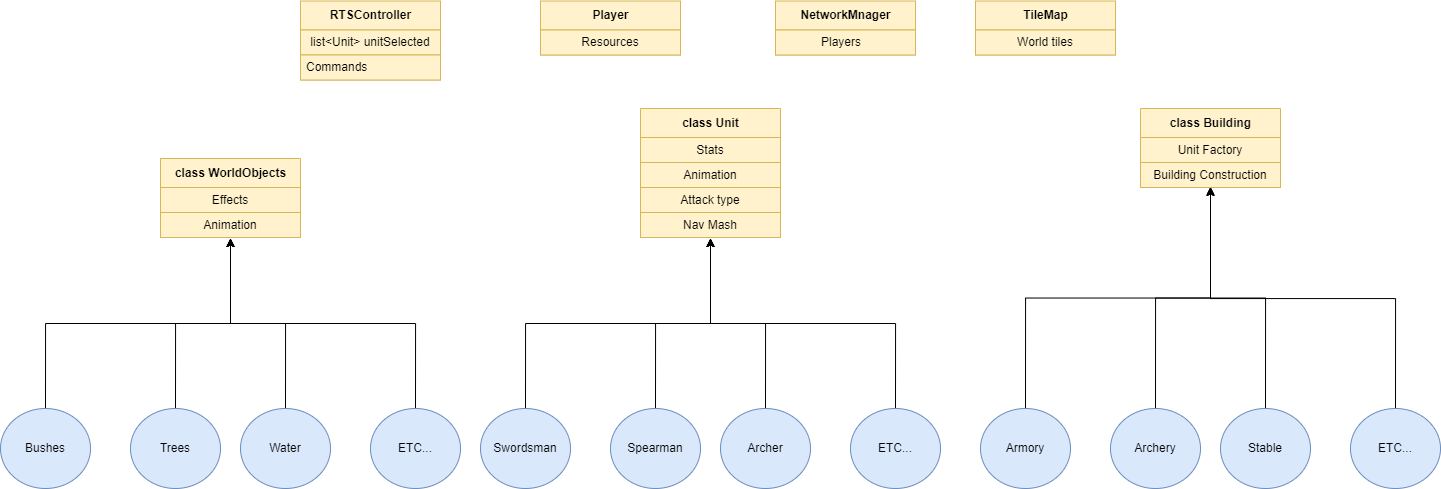 RTSController
list<Unit> unitSelected
Commands
Player
Resources
NetworkMnager
Players
TileMap
World tiles
class WorldObjects
Effects
Animation
class Unit
Stats
Animation
Attack type
Nav Mash
class Building
Unit Factory
Building Construction
Bushes
Trees
Water
ETC...
Swordsman
Spearman
Archer
ETC...
Armory
Archery
Stable
ETC...